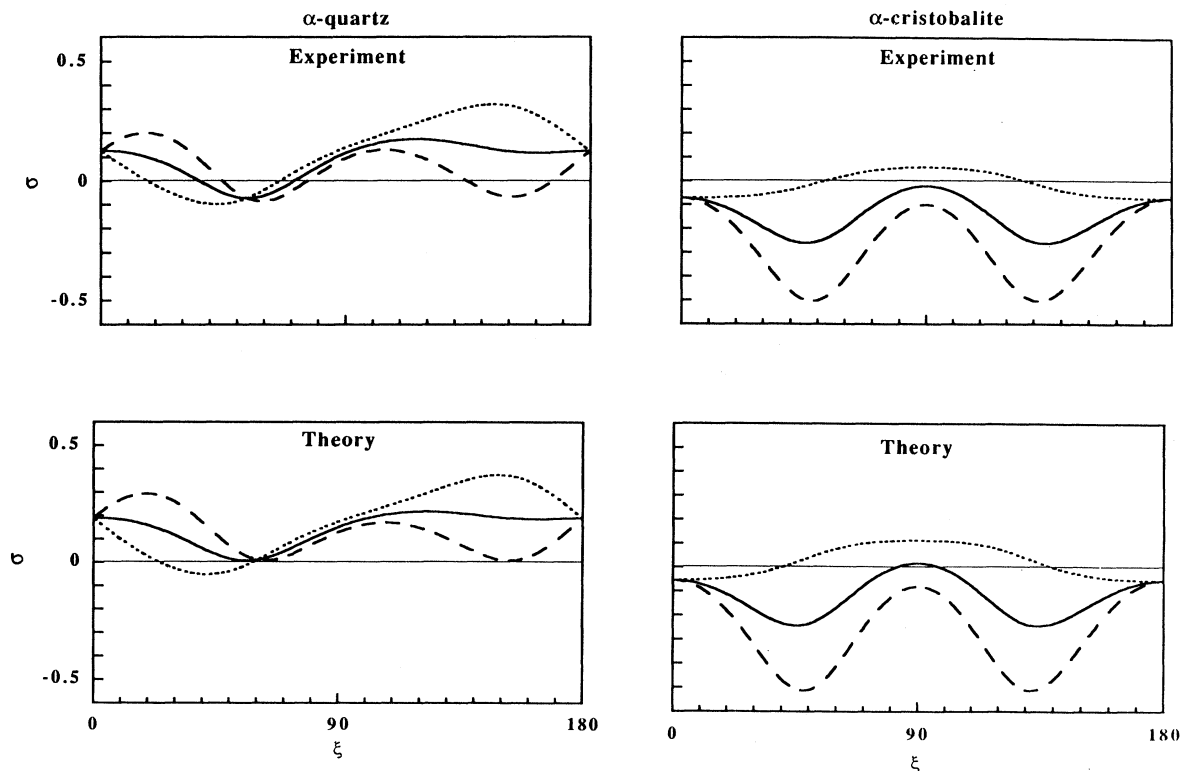 α-quartz
α-cristobalite
Experiment
Experiment
0.5
σ
0
-0.5
Theory
Theory
0.5
σ
0
-0.5
0
90
180
0
90
180
ξ
ξ